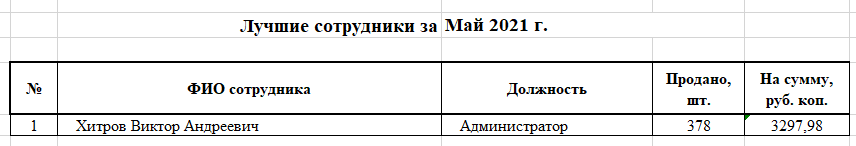 Лучшие сотрудники за Май 2021 г.
№ ФИО сотрудника Должность Продано, шт. На сумму, руб. коп.
1 Хитров Виктор Андреевич Администратор 378 3297,98